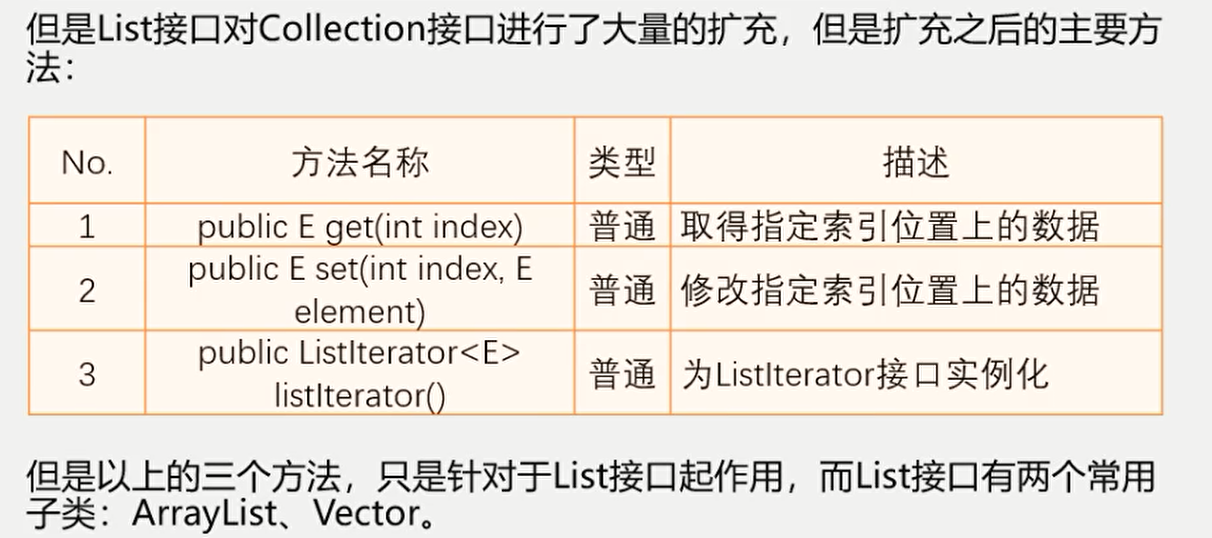 但是List接口对Collection接口进行了大量的扩充，但是扩充之后的主要方
法：
No. 方法名称 类型 描述
1 public E get(int index) 普通 取得指定索引位置上的数据
2 public E set(int index, E
element) 普通 修改指定索引位置上的数据
3 public ListIterator<E>
listIterator() 普通 为ListIterator接口实例化
但是以上的三个方法，只是针对于List接口起作用，而List接口有两个常用
子类：ArrayList、Vector。